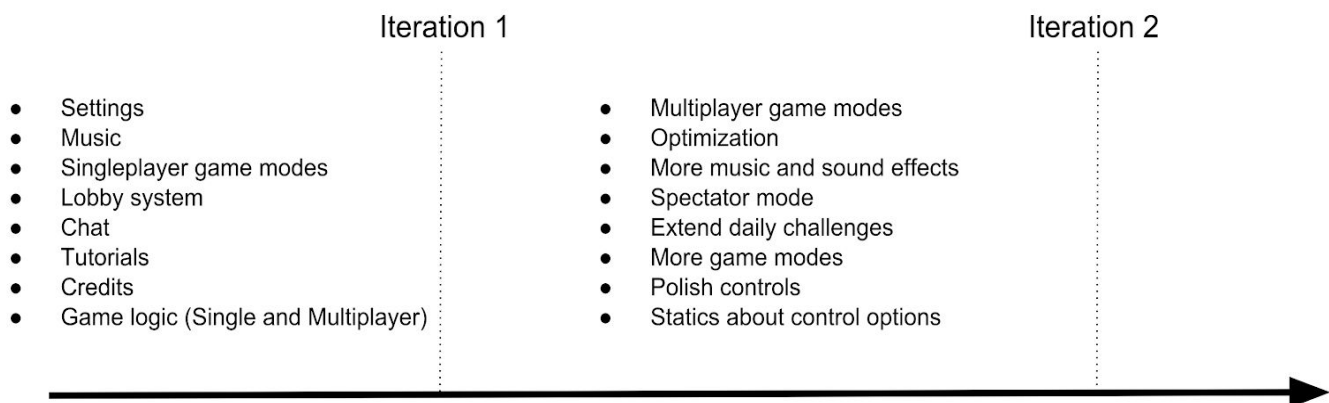 Iteration 1
Iteration 2
● Settings
● Music
● Singleplayer game modes
● Lobby system
● Chat
● Tutorials
● Credits
● Game logic (Single and Multiplayer)
● Multiplayer game modes
● Optimization
● More music and sound effects
● Spectator mode
● Extend daily challenges
● More game modes
● Polish controls
● Statics about control options